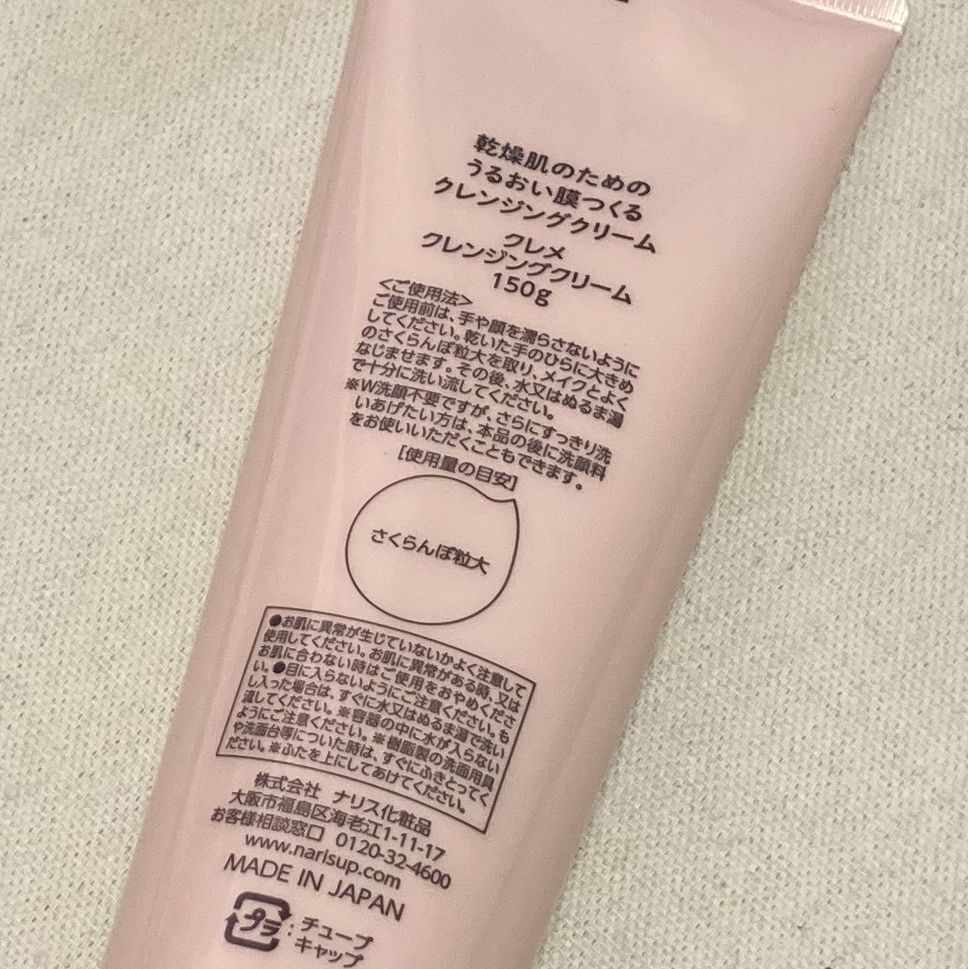 乾燥肌のための
うるおい膜つくる
クレンジングクリーム
クレメ
クレンジングクリーム
150g
<ご使用法>
ご使用前は、手や顔を濡らさないように
してください。乾いた手のひらに大きめ
のさくらんぼ粒大を取り、メイクとよく
なじませます。その後、水又はぬるま湯
で十分に洗い流してください。
※W洗顔不要ですが、さらにすっきり洗
いあげたい方は、本品の後に洗顔料
をお使いいただくこともできます。
[使用量の目安]
さくらんぼ粒大
●お肌に異常が生じていないかよく注意して
使用してください。お肌に異常がある時、又は
お肌に合わない時はご使用をおやめくださ
い。●目に入らないようにご注意ください。も
し入った場合は、すぐに水又はぬるま湯で洗い
流してください。※容器の中に水が入らない
ようにご注意ください。※樹脂製の洗面用具
や洗面台等についた時は、すぐにふきとってく
ださい。※ふたを上にしてあげてください。
株式会社 ナリス化粧品
大阪市福島区海老江1-11-17
お客様相談窓口 0120-32-4600
www.narisup.com
MADE IN JAPAN
プラ : チューブ
キャップ